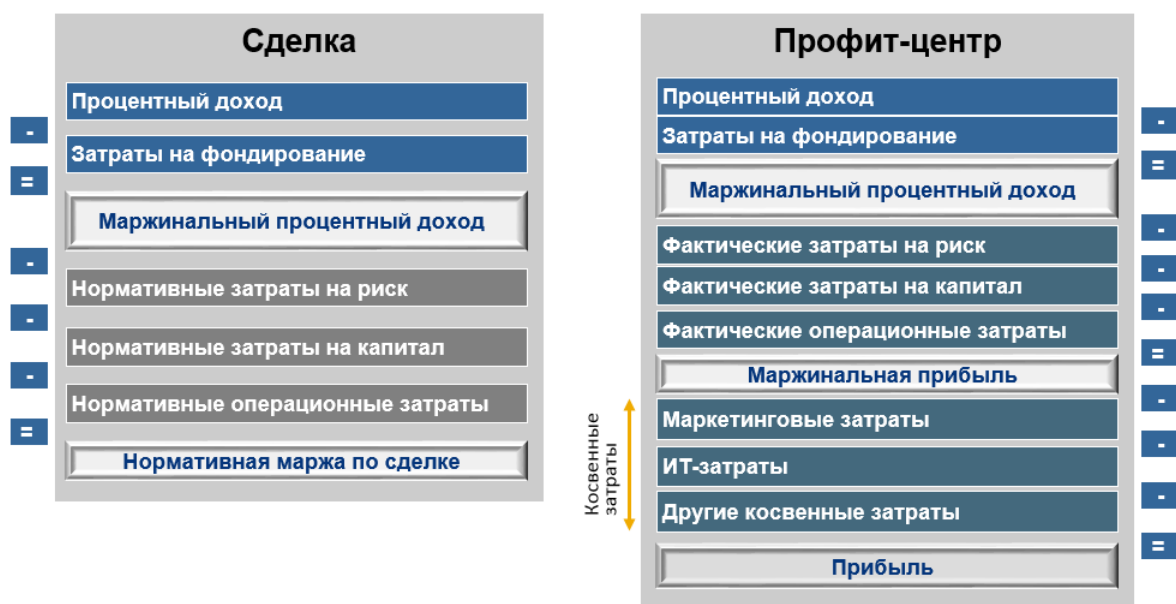 Сделка
Процентный доход
-
Затраты на фондирование
=
Маржинальный процентный доход
-
Нормативные затраты на риск
-
Нормативные затраты на капитал
-
Нормативные операционные затраты
=
Нормативная маржа по сделке
Профит-центр
Процентный доход
-
Затраты на фондирование
=
Маржинальный процентный доход
-
Фактические затраты на риск
-
Фактические затраты на капитал
-
Фактические операционные затраты
=
Маржинальная прибыль
Косвенные
затраты
-
Маркетинговые затраты
-
ИТ-затраты
-
Другие косвенные затраты
=
Прибыль